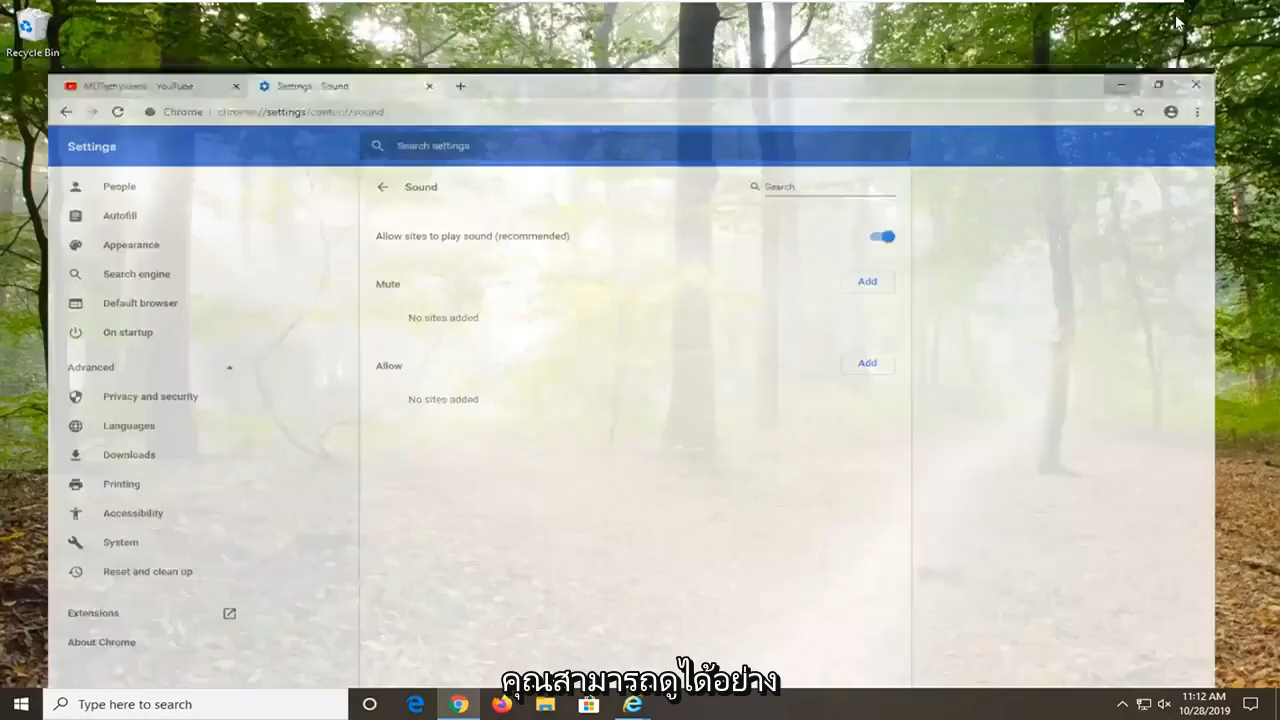 Recycle Bin
MDTechVideos - YouTube
Settings - Sound
Chrome | chrome://settings/content/sound
Settings
Search settings
People
Autofill
Appearance
Search engine
Default browser
On startup
Advanced
Privacy and security
Languages
Downloads
Printing
Accessibility
System
Reset and clean up
Extensions
About Chrome
Sound
Search
Allow sites to play sound (recommended)
Mute
Add
No sites added
Allow
Add
No sites added
คุณสามารถดูได้อย่าง
Type here to search
11:12 AM
10/28/2019